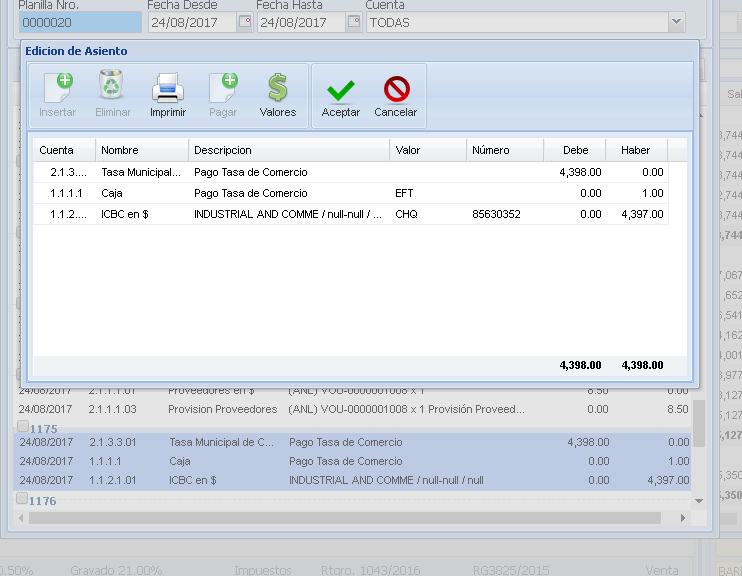 Planilla Nro. Fecha Desde Fecha Hasta Cuenta
0000020 24/08/2017 24/08/2017 TODAS
Edicion de Asiento
Insertar Eliminar Imprimir Pagar Valores Aceptar Cancelar
Cuenta Nombre Descripcion Valor Número Debe Haber
2.1.3.... Tasa Municipal... Pago Tasa de Comercio 4,398.00 0.00
1.1.1.1 Caja Pago Tasa de Comercio EFT 0.00 1.00
1.1.2.... ICBC en $ INDUSTRIAL AND COMME / null-null / ... CHQ 85630352 0.00 4,397.00
4,398.00 4,398.00
24/08/2017 2.1.1.1.01 Proveedores en $ (ANL) VOU-0000001008 x 1 8.50 0.00
24/08/2017 2.1.1.1.03 Provision Proveedores (ANL) VOU-0000001008 x 1 Provisión Proveed... 0.00 8.50
1175
24/08/2017 2.1.3.3.01 Tasa Municipal de C... Pago Tasa de Comercio 4,398.00 0.00
24/08/2017 1.1.1.1 Caja Pago Tasa de Comercio 0.00 1.00
24/08/2017 1.1.2.1.01 ICBC en $ INDUSTRIAL AND COMME / null-null / null 0.00 4,397.00
1176
0.50% Gravado 21.00% Impuestos Rtgro. 1043/2016 RG3825/2015 Venta